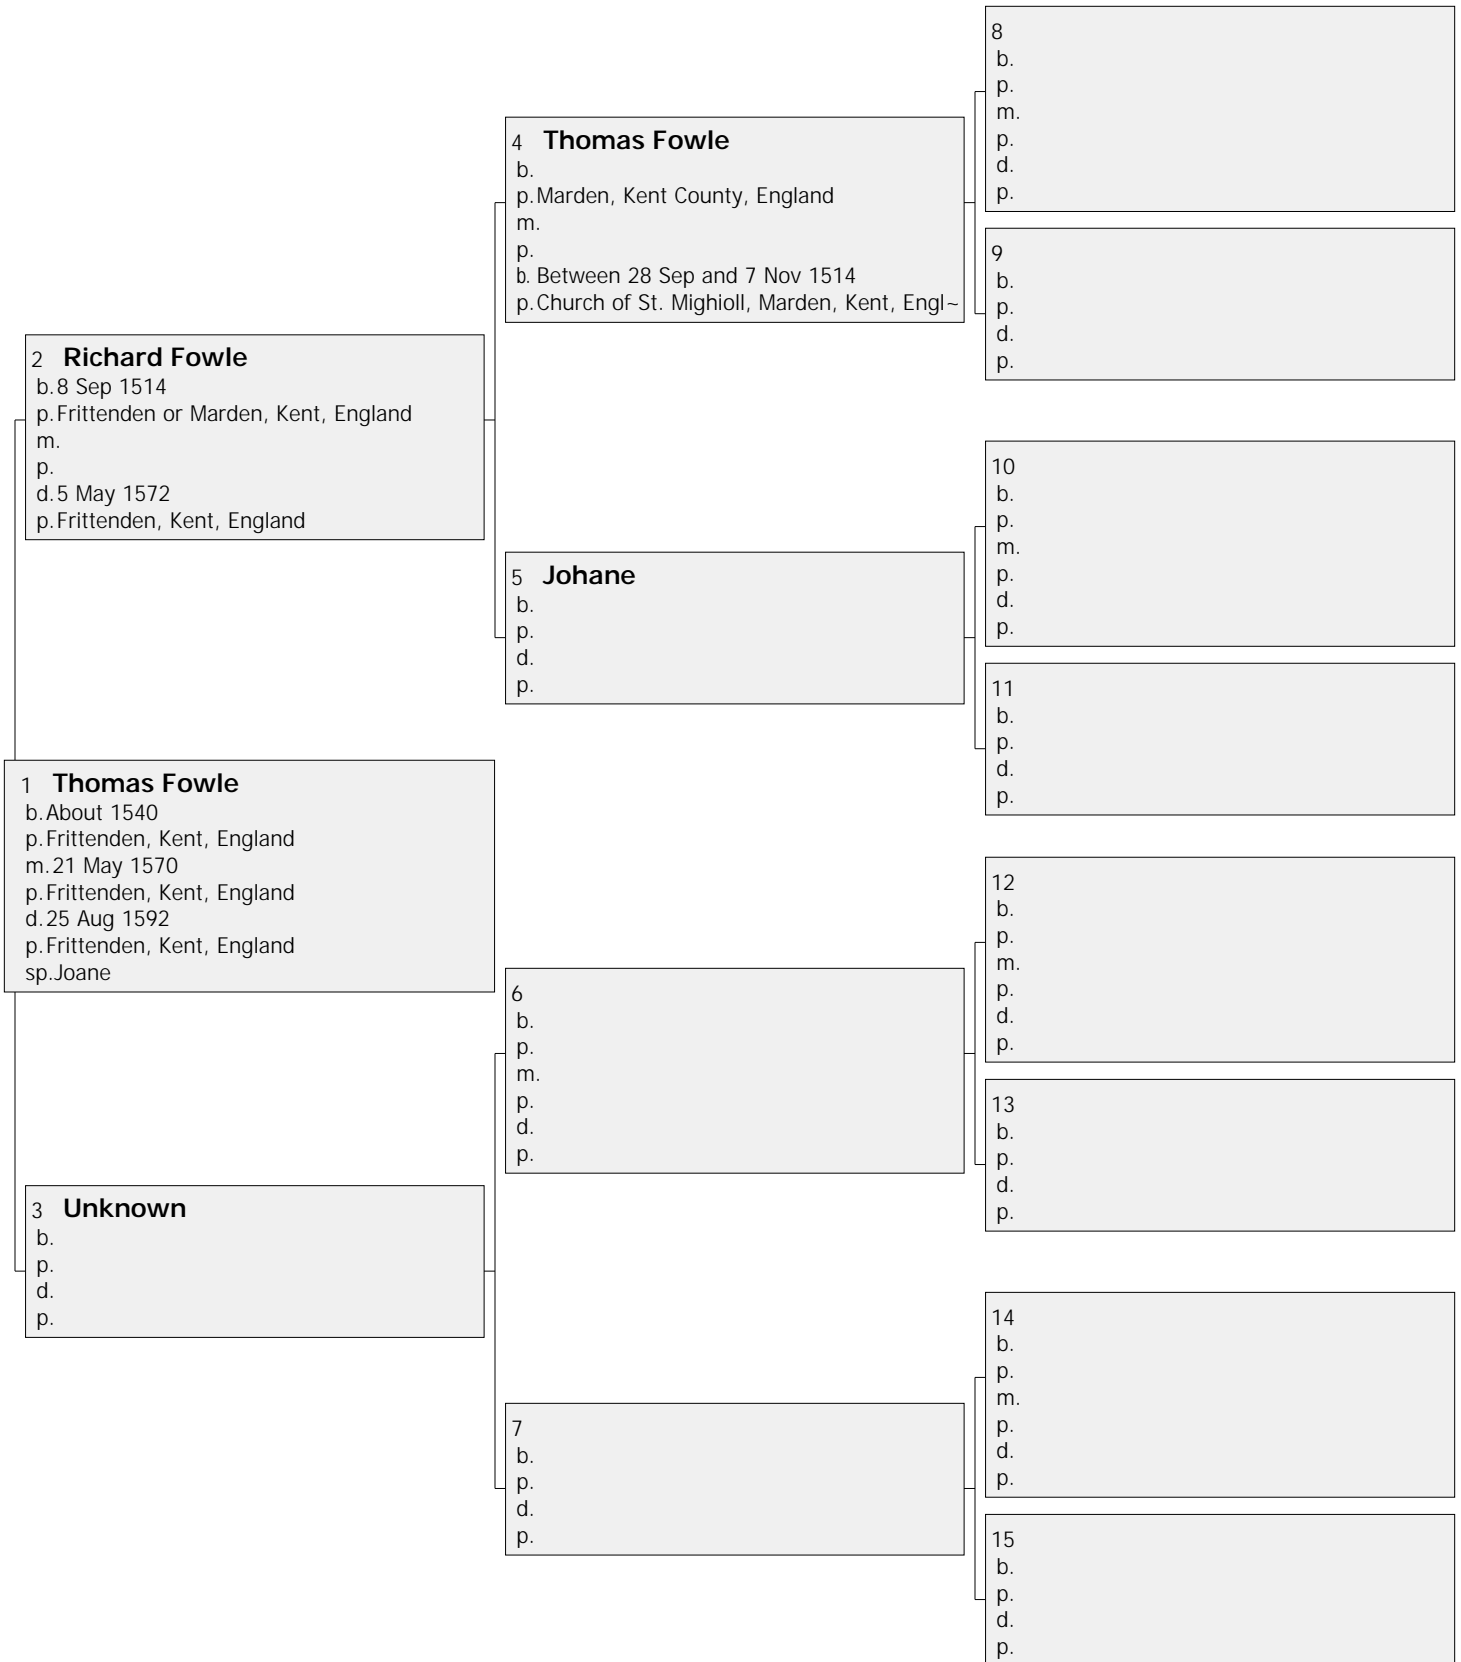 8
b.
p.
m.
p.
d.
p.
4 Thomas Fowle
b.
p.Marden, Kent County, England
m.
p.
b. Between 28 Sep and 7 Nov 1514
p.Church of St. Mighioll, Marden, Kent, Engl~
9
b.
p.
d.
p.
2 Richard Fowle
b.8 Sep 1514
p.Frittenden or Marden, Kent, England
m.
p.
d.5 May 1572
p.Frittenden, Kent, England
10
b.
p.
m.
p.
d.
p.
5 Johane
b.
p.
d.
p.
11
b.
p.
d.
p.
1 Thomas Fowle
b.About 1540
p.Frittenden, Kent, England
m.21 May 1570
p.Frittenden, Kent, England
d.25 Aug 1592
p.Frittenden, Kent, England
sp.Joane
12
b.
p.
m.
p.
d.
p.
6
b.
p.
m.
p.
d.
p.
13
b.
p.
d.
p.
3 Unknown
b.
p.
d.
p.
14
b.
p.
m.
p.
d.
p.
7
b.
p.
d.
p.
15
b.
p.
d.
p.